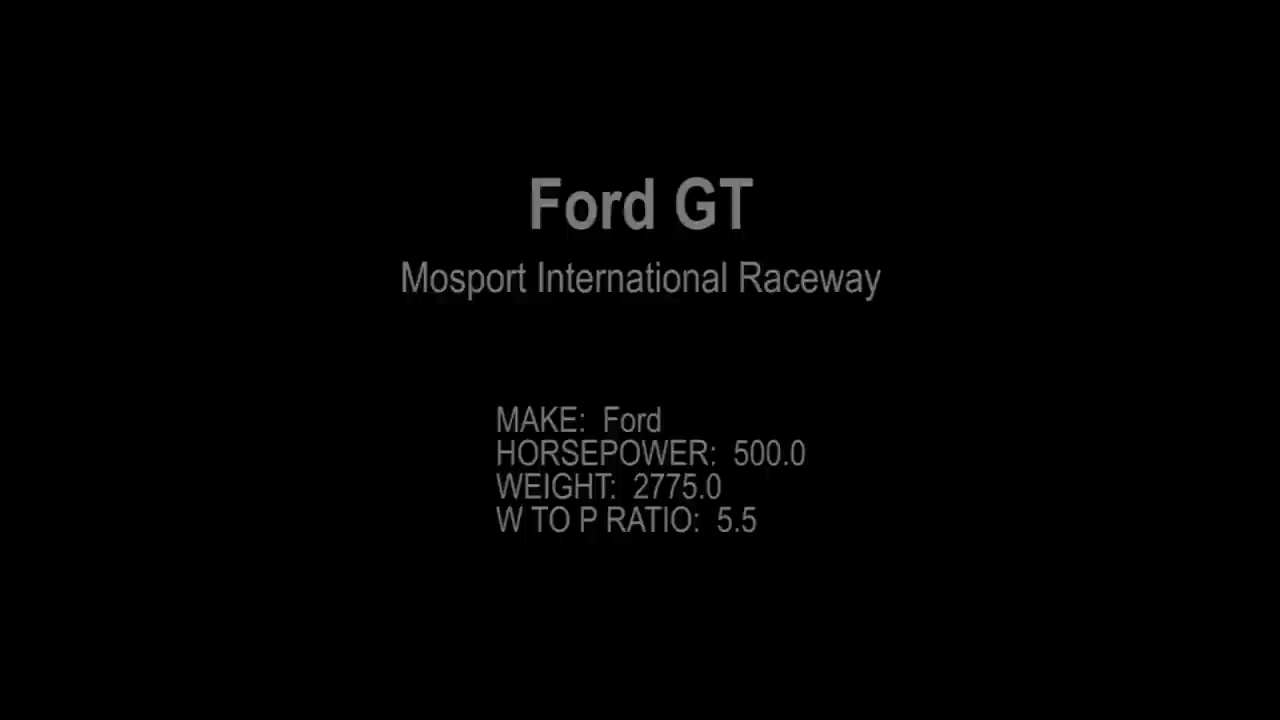 Ford GT
Mosport International Raceway
MAKE: Ford
HORSEPOWER: 500.0
WEIGHT: 2775.0
W TO P RATIO: 5.5